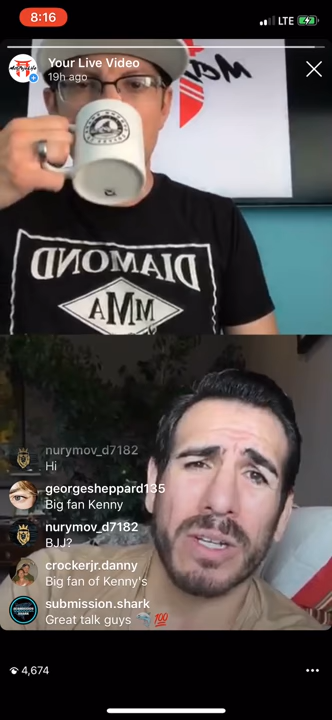 8:16
LTE
Your Live Video
19h ago
DIAMOND
MMA
nurymov_d7182
Hi
georgesheppard135
Big fan Kenny
nurymov_d7182
BJJ?
crockerjr.danny
Big fan of Kenny's
submission.shark
Great talk guys 🦈 💯
4,674